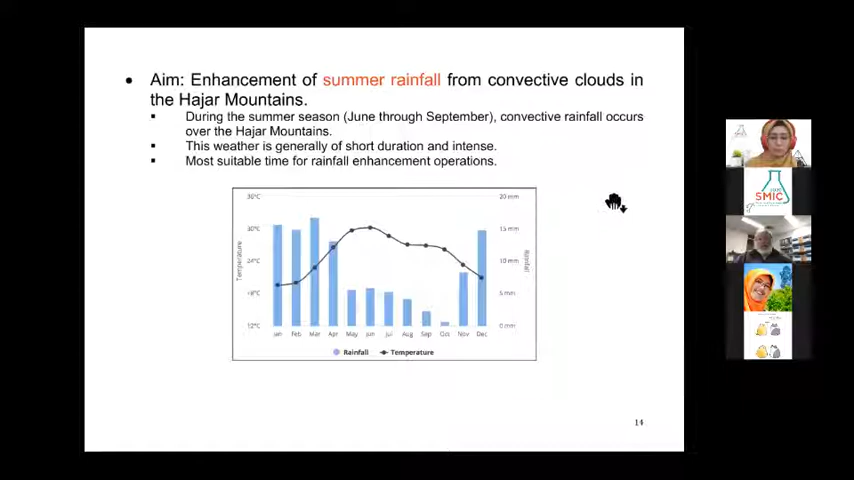 • Aim: Enhancement of summer rainfall from convective clouds in
the Hajar Mountains.
▪ During the summer season (June through September), convective rainfall occurs
over the Hajar Mountains.
▪ This weather is generally of short duration and intense.
▪ Most suitable time for rainfall enhancement operations.
36°C 20 mm
30°C 15 mm
24°C 10 mm
18°C 5 mm
12°C 0 mm
Temperature
Rainfall
Jan Feb Mar Apr May Jun Jul Aug Sep Oct Nov Dec
Rainfall Temperature
14
SMIC